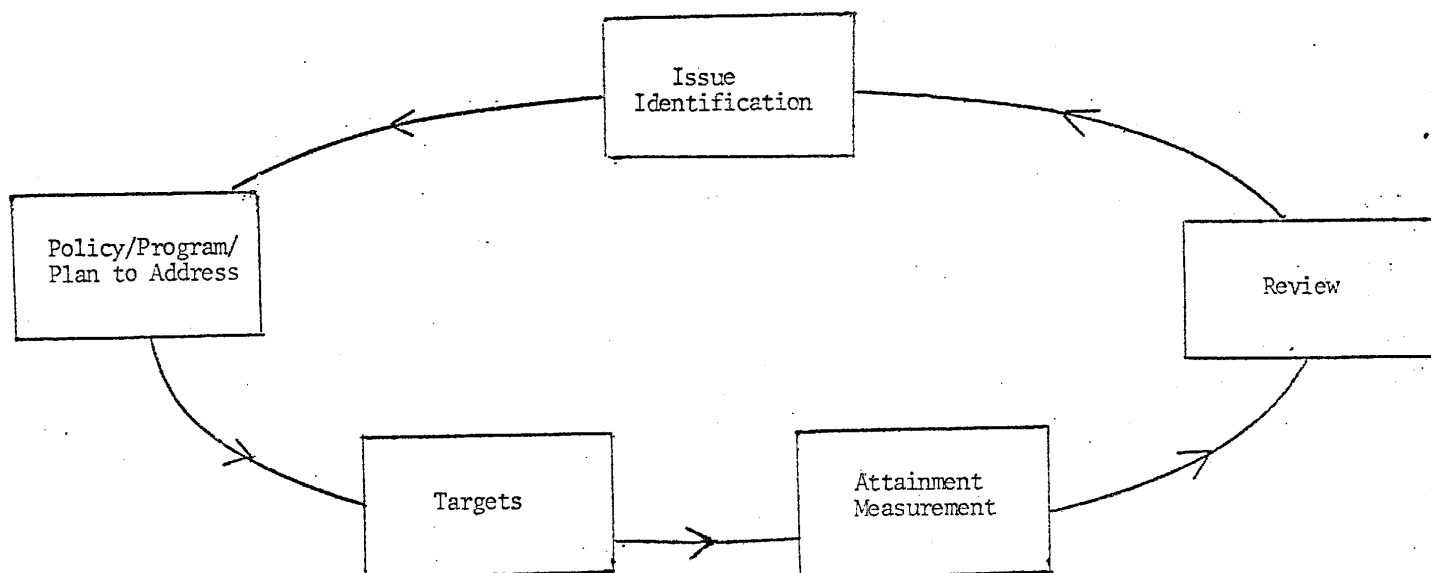 Issue
Identification
Policy/Program/
Plan to Address
Review
Targets
Attainment
Measurement